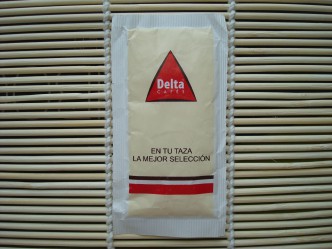 Delta
CAFÉS
EN TU TAZA
LA MEJOR SELECCIÓN